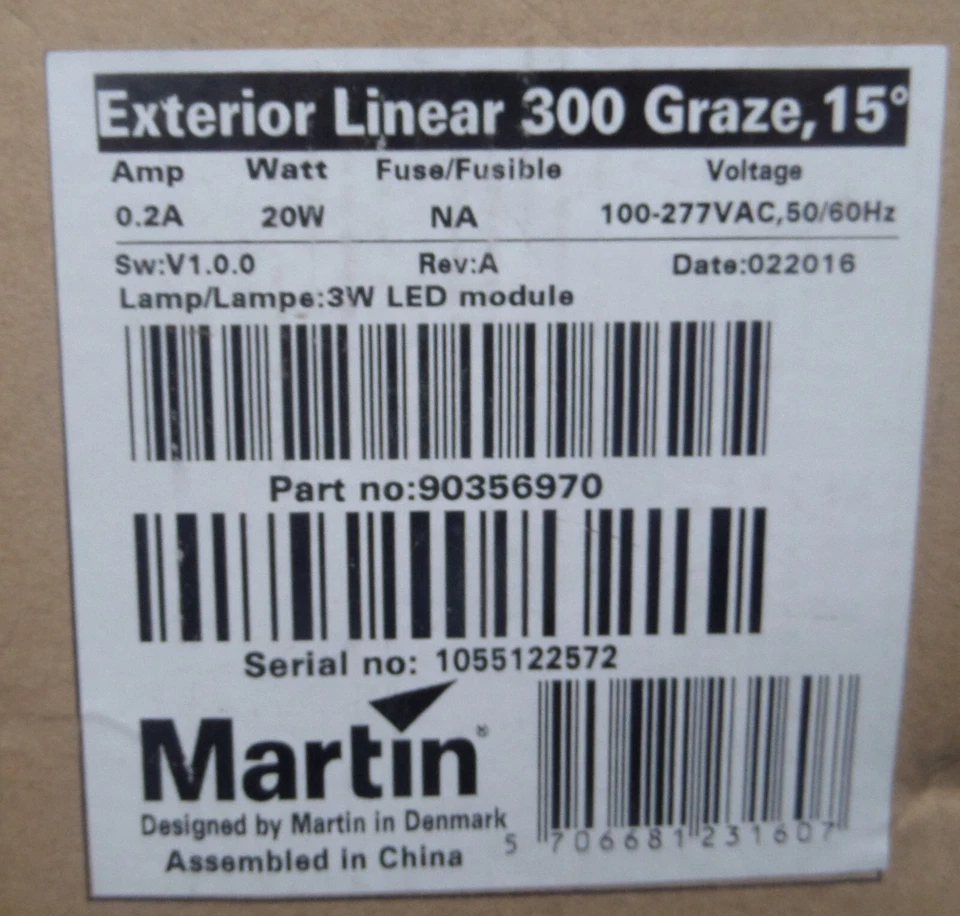 Exterior Linear 300 Graze,15°
Amp Watt Fuse/Fusible Voltage
0.2A 20W NA 100-277VAC,50/60Hz
Sw:V1.0.0 Rev:A Date:022016
Lamp/Lampe:3W LED module
Part no:90356970
Serial no: 1055122572
Martin®
Designed by Martin in Denmark
Assembled in China
5 706681 231607